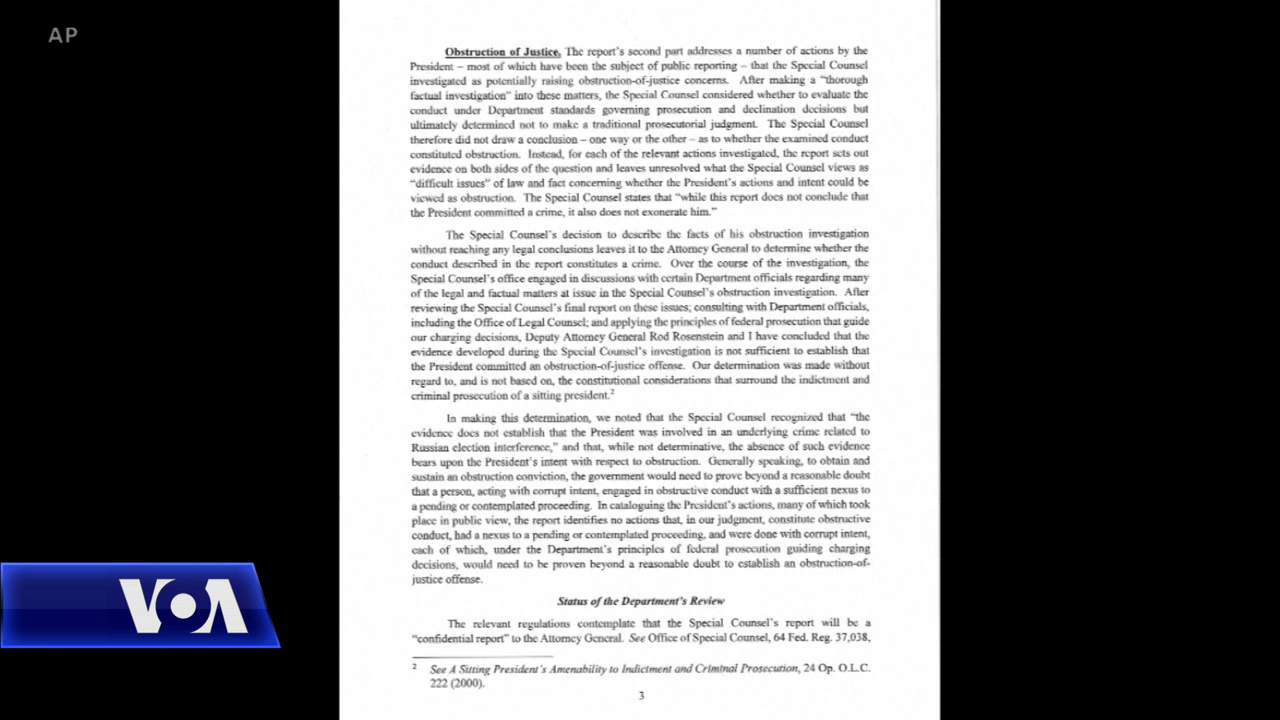 AP
Obstruction of Justice. The report's second part addresses a number of actions by the
President – most of which have been the subject of public reporting – that the Special Counsel
investigated as potentially raising obstruction-of-justice concerns. After making a "thorough
factual investigation" into these matters, the Special Counsel considered whether to evaluate the
conduct under Department standards governing prosecution and declination decisions but
ultimately determined not to make a traditional prosecutorial judgment. The Special Counsel
therefore did not draw a conclusion – one way or the other – as to whether the examined conduct
constituted obstruction. Instead, for each of the relevant actions investigated, the report sets out
evidence on both sides of the question and leaves unresolved what the Special Counsel views as
"difficult issues" of law and fact concerning whether the President's actions and intent could be
viewed as obstruction. The Special Counsel states that "while this report does not conclude that
the President committed a crime, it also does not exonerate him."
The Special Counsel's decision to describe the facts of his obstruction investigation
without reaching any legal conclusions leaves it to the Attorney General to determine whether the
conduct described in the report constitutes a crime. Over the course of the investigation, the
Special Counsel's office engaged in discussions with certain Department officials regarding many
of the legal and factual matters at issue in the Special Counsel's obstruction investigation. After
reviewing the Special Counsel's final report on these issues; consulting with Department officials,
including the Office of Legal Counsel; and applying the principles of federal prosecution that guide
our charging decisions, Deputy Attorney General Rod Rosenstein and I have concluded that the
evidence developed during the Special Counsel's investigation is not sufficient to establish that
the President committed an obstruction-of-justice offense. Our determination was made without
regard to, and is not based on, the constitutional considerations that surround the indictment and
criminal prosecution of a sitting president.2
In making this determination, we noted that the Special Counsel recognized that "the
evidence does not establish that the President was involved in an underlying crime related to
Russian election interference," and that, while not determinative, the absence of such evidence
bears upon the President's intent with respect to obstruction. Generally speaking, to obtain and
sustain an obstruction conviction, the government would need to prove beyond a reasonable doubt
that a person, acting with corrupt intent, engaged in obstructive conduct with a sufficient nexus to
a pending or contemplated proceeding. In cataloguing the President's actions, many of which took
place in public view, the report identifies no actions that, in our judgment, constitute obstructive
conduct, had a nexus to a pending or contemplated proceeding, and were done with corrupt intent,
each of which, under the Department's principles of federal prosecution guiding charging
decisions, would need to be proven beyond a reasonable doubt to establish an obstruction-of-
justice offense.
Status of the Department's Review
The relevant regulations contemplate that the Special Counsel's report will be a
"confidential report" to the Attorney General. See Office of Special Counsel, 64 Fed. Reg. 37,038,
2 See A Sitting President's Amenability to Indictment and Criminal Prosecution, 24 Op. O.L.C.
222 (2000).
3
VOA